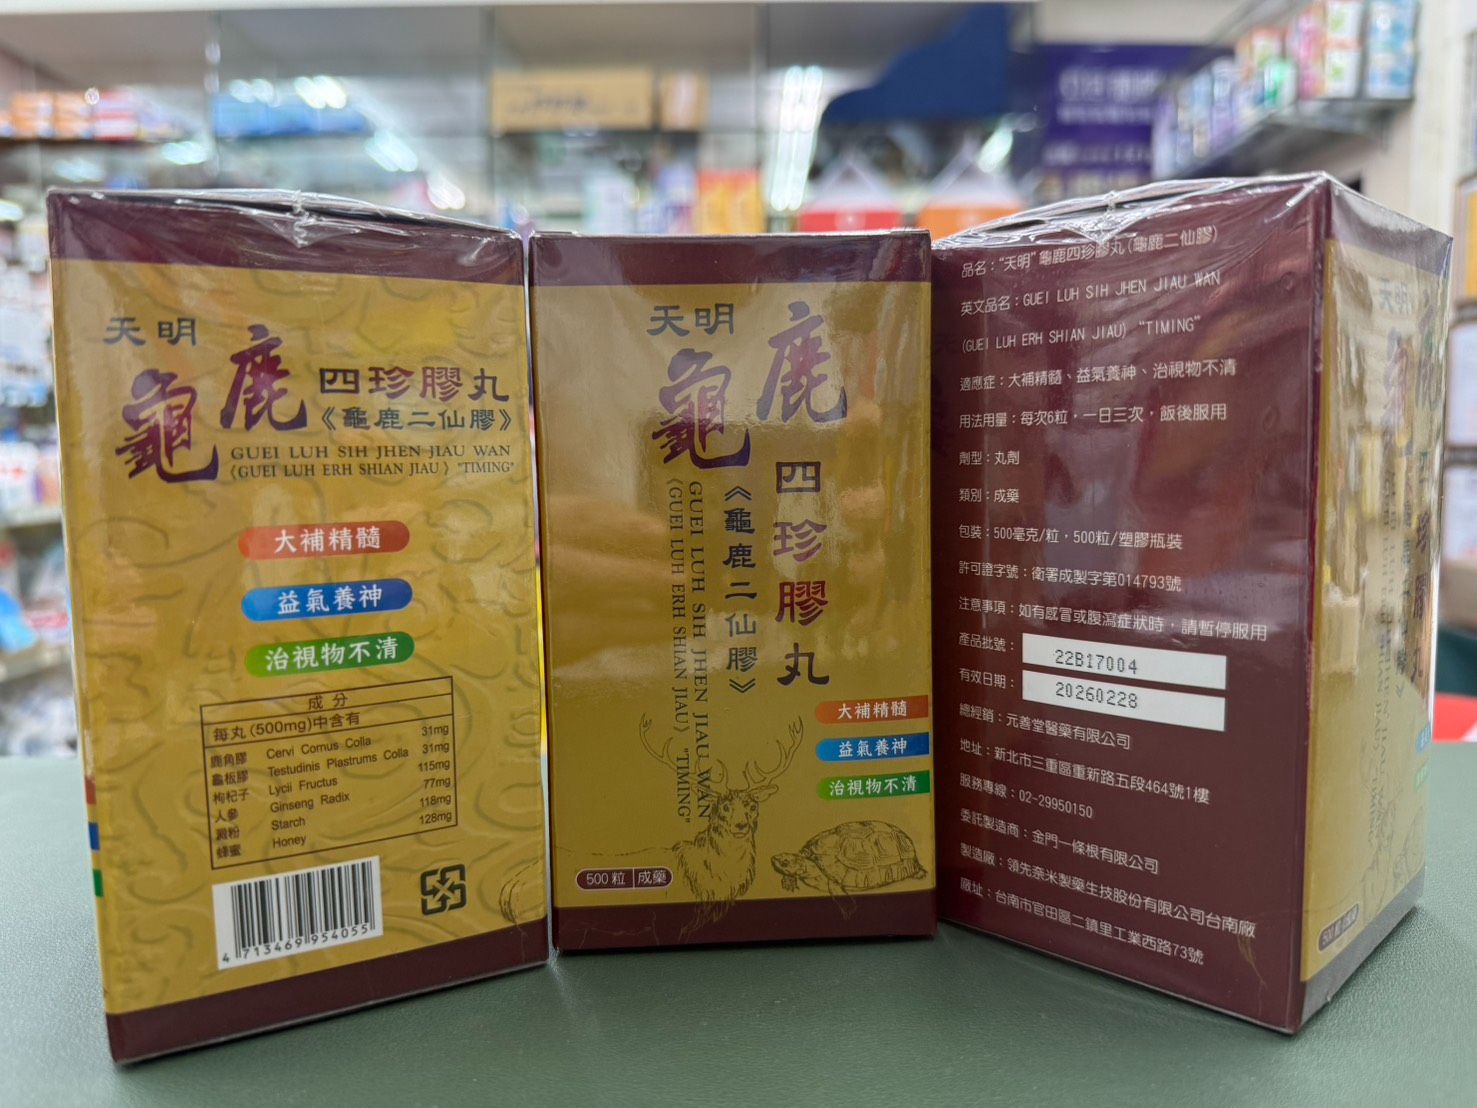 天明
龜鹿四珍膠丸
《龜鹿二仙膠》
GUEI LUH SIH JHEN JIAU WAN
《GUEI LUH ERH SHIAN JIAU》 "TIMING"
大補精髓
益氣養神
治視物不清
成分
每丸(500mg)中含有
鹿角膠 Cervi Cornus Colla 31mg
龜板膠 Testudinis Plastrums Colla 31mg
枸杞子 Lycii Fructus 115mg
人參 Ginseng Radix 77mg
澱粉 Starch 118mg
蜂蜜 Honey 128mg
4 713469 954055
天明
龜鹿四珍膠丸
《龜鹿二仙膠》
GUEI LUH SIH JHEN JIAU WAN
《GUEI LUH ERH SHIAN JIAU》 "TIMING"
大補精髓
益氣養神
治視物不清
500粒 成藥
品名："天明"龜鹿四珍膠丸(龜鹿二仙膠)
英文品名：GUEI LUH SIH JHEN JIAU WAN
(GUEI LUH ERH SHIAN JIAU) "TIMING"
適應症：大補精髓、益氣養神、治視物不清
用法用量：每次6粒，一日三次，飯後服用
劑型：丸劑
類別：成藥
包裝：500毫克/粒，500粒/塑膠瓶裝
許可證字號：衛署成製字第014793號
注意事項：如有感冒或腹瀉症狀時，請暫停服用
產品批號：22B17004
有效日期：20260228
總經銷：元善堂醫藥有限公司
地址：新北市三重區重新路五段464號1樓
服務專線：02-29950150
委託製造商：金門一條根有限公司
製造廠：領先奈米製藥生技股份有限公司台南廠
廠址：台南市官田區二鎮里工業西路73號
天明